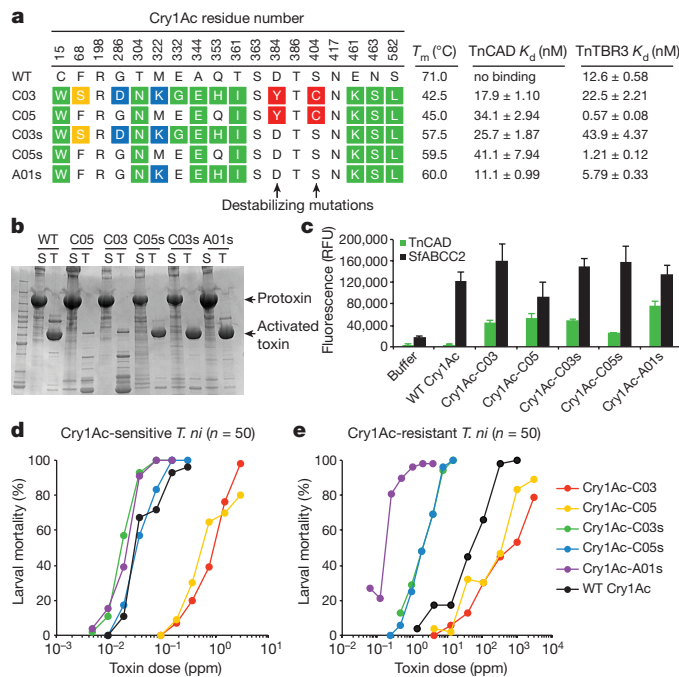 a
Cry1Ac residue number
15 68 198 286 304 322 332 344 353 361 363 384 386 404 417 461 463 582 Tm (°C) TnCAD Kd (nM) TnTBR3 Kd (nM)
WT C F R G T M E A Q T S D T S N E N S 71.0 no binding 12.6 ± 0.58
C03 W S R D N K G E H I S Y T C N K S L 42.5 17.9 ± 1.10 22.5 ± 2.21
C05 W F R G N M E E Q I S Y T C N K S L 45.0 34.1 ± 2.94 0.57 ± 0.08
C03s W S R D N K G E H I S D T S N K S L 57.5 25.7 ± 1.87 43.9 ± 4.37
C05s W F R G N M E E Q I S D T S N K S L 59.5 41.1 ± 7.94 1.21 ± 0.12
A01s W F R G N K E E H I S D T S N K S L 60.0 11.1 ± 0.99 5.79 ± 0.33
Destabilizing mutations
b
WT C05 C03 C05s C03s A01s
S T S T S T S T S T S T
Protoxin
Activated toxin
c
TnCAD
SfABCC2
Fluorescence (RFU)
200,000
160,000
120,000
80,000
40,000
0
Buffer
WT Cry1Ac
Cry1Ac-C03
Cry1Ac-C05
Cry1Ac-C03s
Cry1Ac-C05s
Cry1Ac-A01s
d
Cry1Ac-sensitive T. ni (n = 50)
Larval mortality (%)
100
80
60
40
20
0
10−3 10−2 10−1 100 101
Toxin dose (ppm)
e
Cry1Ac-resistant T. ni (n = 50)
Larval mortality (%)
100
80
60
40
20
0
10−2 10−1 100 101 102 103 104
Toxin dose (ppm)
Cry1Ac-C03
Cry1Ac-C05
Cry1Ac-C03s
Cry1Ac-C05s
Cry1Ac-A01s
WT Cry1Ac